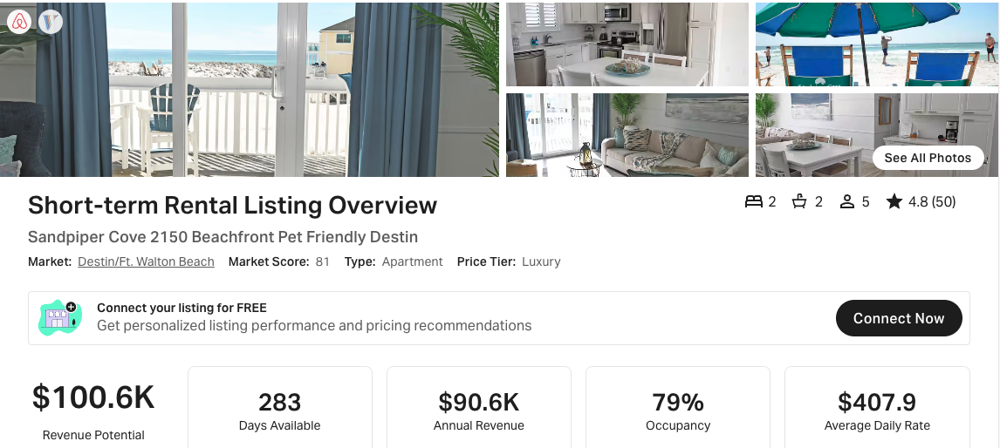 See All Photos
Short-term Rental Listing Overview
2 2 5 4.8 (50)
Sandpiper Cove 2150 Beachfront Pet Friendly Destin
Market: Destin/Ft. Walton Beach Market Score: 81 Type: Apartment Price Tier: Luxury
Connect your listing for FREE
Get personalized listing performance and pricing recommendations
Connect Now
$100.6K
Revenue Potential
283
Days Available
$90.6K
Annual Revenue
79%
Occupancy
$407.9
Average Daily Rate